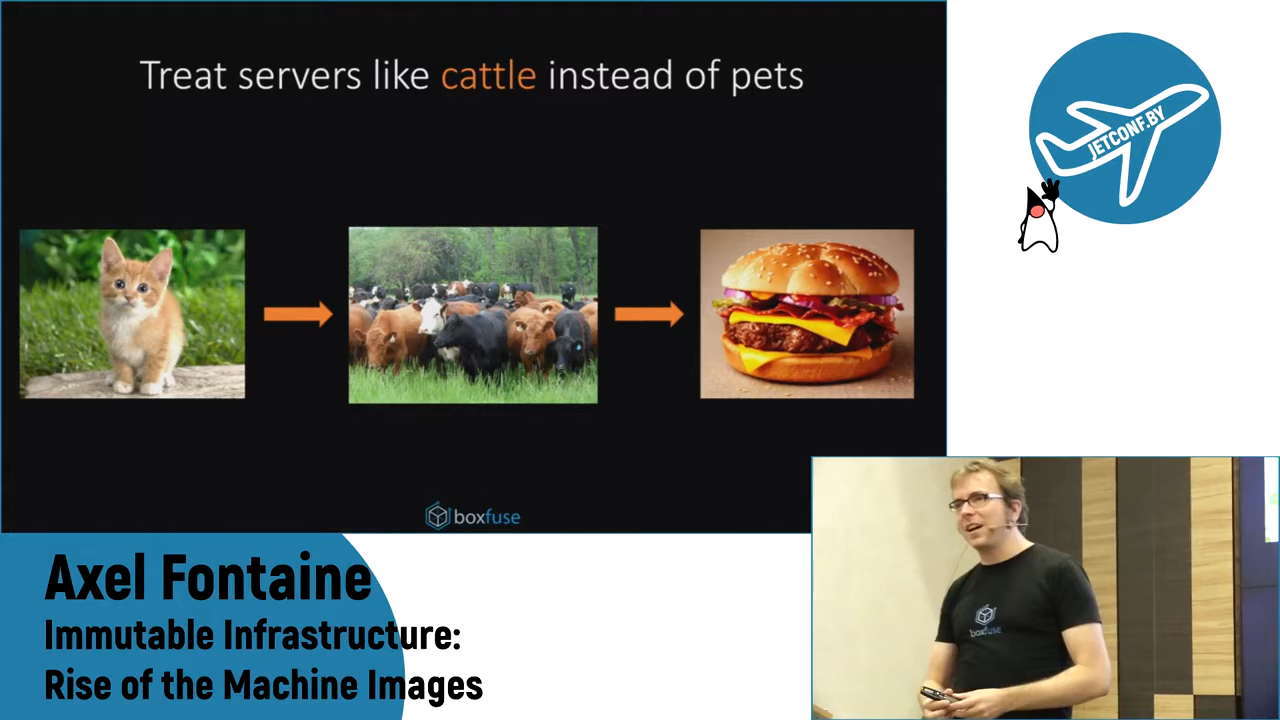 Treat servers like cattle instead of pets
JETCONF.BY
boxfuse
Axel Fontaine
Immutable Infrastructure:
Rise of the Machine Images
boxfuse